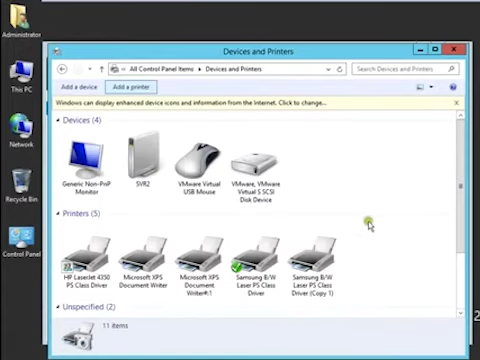 Administrator
This PC
Network
Recycle Bin
Control Panel
Devices and Printers
All Control Panel Items
Devices and Printers
Search Devices and Printers
Add a device
Add a printer
Windows can display enhanced device icons and information from the Internet. Click to change...
Devices (4)
Generic Non-PnP
Monitor
SVR2
VMware Virtual
USB Mouse
VMware, VMware
Virtual S SCSI
Disk Device
Printers (5)
HP LaserJet 4350
PS Class Driver
Microsoft XPS
Document Writer
Microsoft XPS
Document
Writer#:1
Samsung B/W
Laser PS Class
Driver
Samsung B/W
Laser PS Class
Driver (Copy 1)
Unspecified (2)
11 items
2